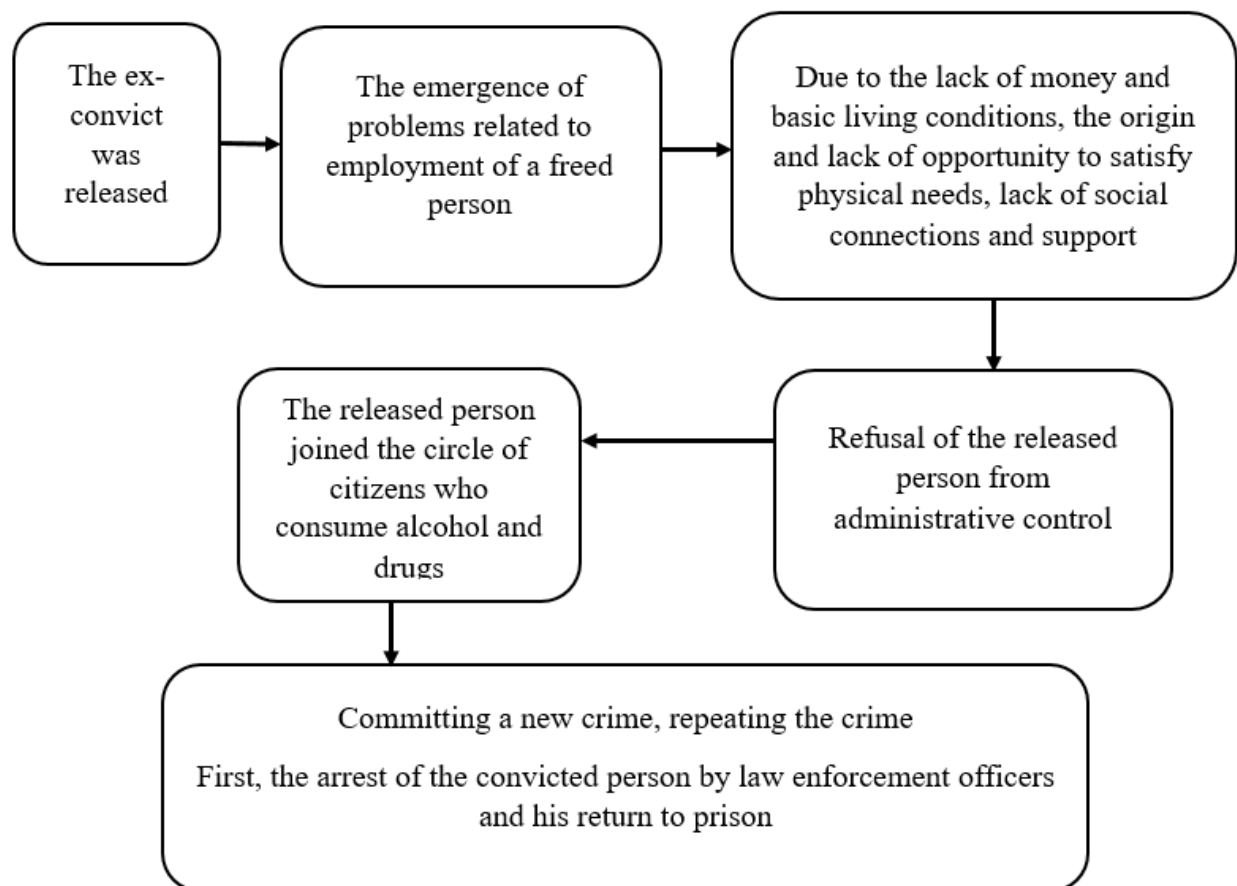 The ex-
convict
was
released
The emergence of
problems related to
employment of a freed
person
Due to the lack of money and
basic living conditions, the origin
and lack of opportunity to satisfy
physical needs, lack of social
connections and support
Refusal of the released
person from
administrative control
The released person
joined the circle of
citizens who
consume alcohol and
drugs
Committing a new crime, repeating the crime
First, the arrest of the convicted person by law enforcement officers
and his return to prison